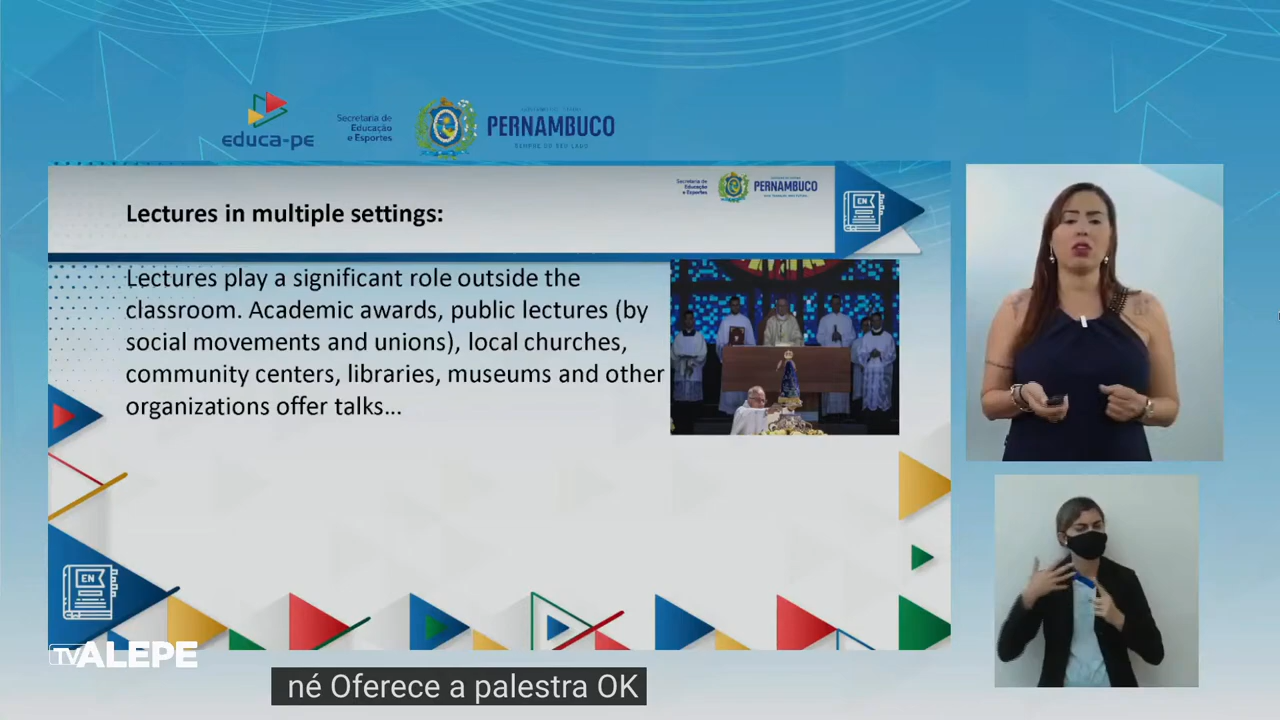 educa-pe
Secretaria de
Educação
e Esportes
PERNAMBUCO
Secretaria de
Educação
e Esportes
PERNAMBUCO
EN
Lectures in multiple settings:
Lectures play a significant role outside the
classroom. Academic awards, public lectures (by
social movements and unions), local churches,
community centers, libraries, museums and other
organizations offer talks...
EN
TV ALEPE
né Oferece a palestra OK